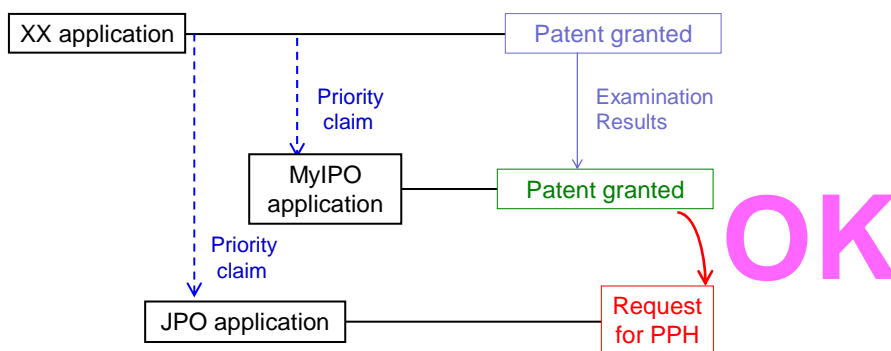 XX application
Patent granted
Priority
claim
Examination
Results
MyIPO
application
Patent granted
OK
Priority
claim
JPO application
Request
for PPH